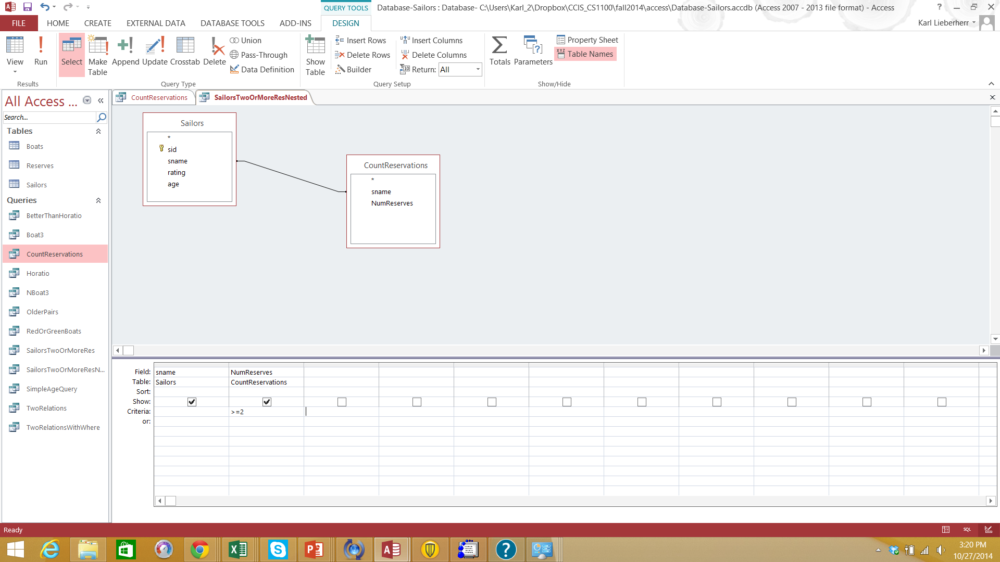 QUERY TOOLS
Database-Sailors : Database- C:\Users\Karl_2\Dropbox\CCIS_CS1100\fall2014\access\Database-Sailors.accdb (Access 2007 - 2013 file format) - Access
?
FILE HOME CREATE EXTERNAL DATA DATABASE TOOLS ADD-INS DESIGN
Karl Lieberherr
View
Run
Results
Select
Make Table
Append
Update
Crosstab
Delete
Union
Pass-Through
Data Definition
Query Type
Show Table
Insert Rows
Delete Rows
Builder
Insert Columns
Delete Columns
Return: All
Query Setup
Totals
Parameters
Property Sheet
Table Names
Show/Hide
All Access ...
Search...
Tables
Boats
Reserves
Sailors
Queries
BetterThanHoratio
Boat3
CountReservations
Horatio
NBoat3
OlderPairs
RedOrGreenBoats
SailorsTwoOrMoreRes
SailorsTwoOrMoreResN...
SimpleAgeQuery
TwoRelations
TwoRelationsWithWhere
CountReservations
SailorsTwoOrMoreResNested
Sailors
*
sid
sname
rating
age
CountReservations
*
sname
NumReserves
Field: sname NumReserves
Table: Sailors CountReservations
Sort:
Show:
Criteria: >=2
or:
Ready
SQL
3:20 PM
10/27/2014